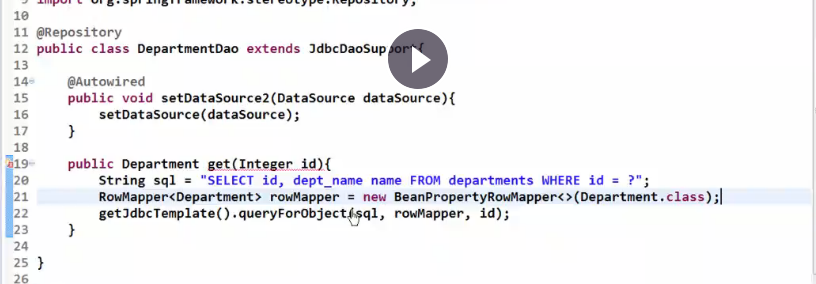 9 import org.springframework.stereotype.Repository;
10
11 @Repository
12 public class DepartmentDao extends JdbcDaoSupport{
13
14 @Autowired
15 public void setDataSource2(DataSource dataSource){
16 setDataSource(dataSource);
17 }
18
19 public Department get(Integer id){
20 String sql = "SELECT id, dept_name name FROM departments WHERE id = ?";
21 RowMapper<Department> rowMapper = new BeanPropertyRowMapper<>(Department.class);
22 getJdbcTemplate().queryForObject(sql, rowMapper, id);
23 }
24
25 }
26